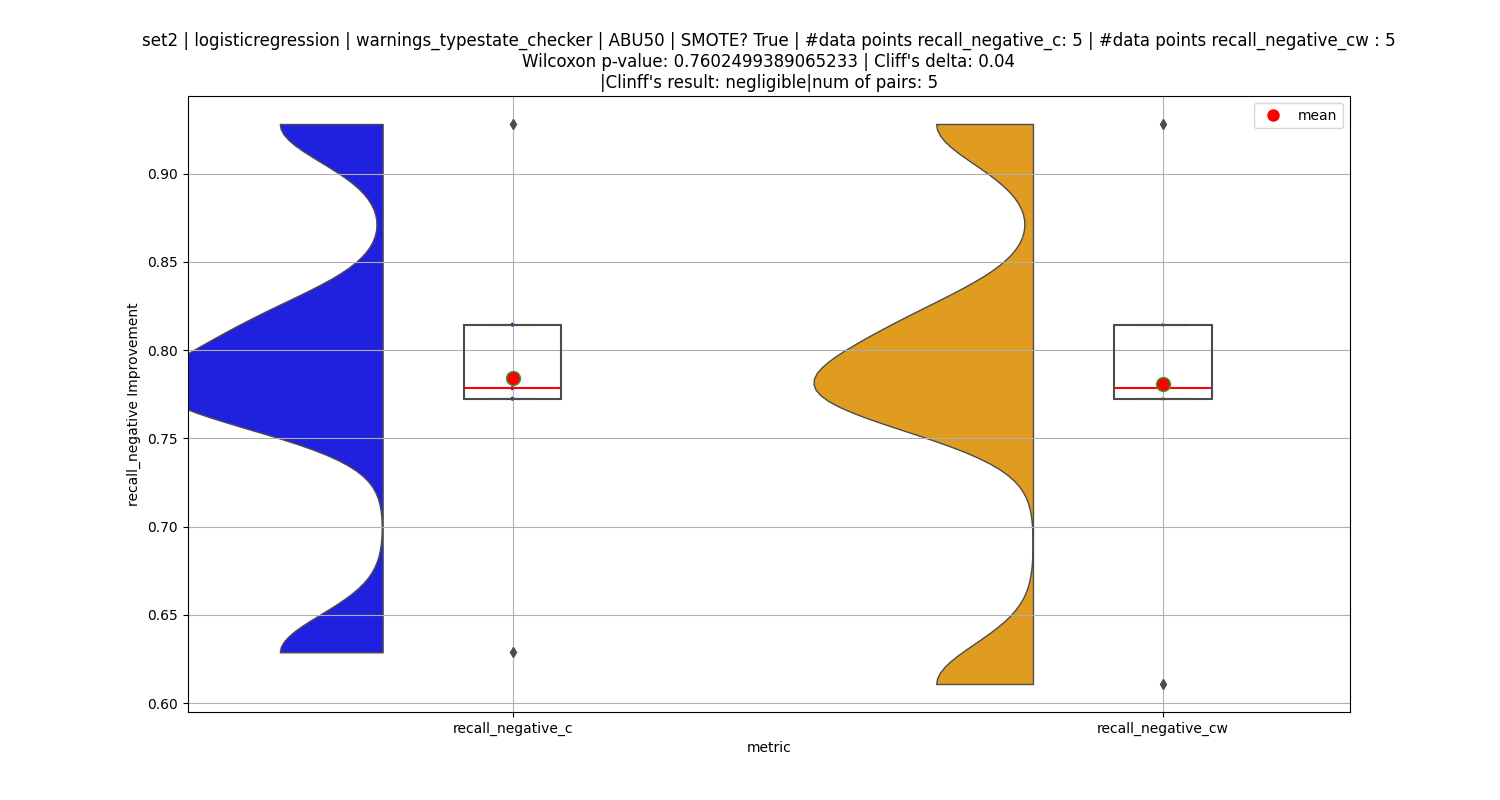 set2 | logisticregression | warnings_typestate_checker | ABU50 | SMOTE? True | #data points recall_negative_c: 5 | #data points recall_negative_cw : 5
Wilcoxon p-value: 0.7602499389065233 | Cliff's delta: 0.04
|Clinff's result: negligible|num of pairs: 5
mean
0.90
0.85
0.80
0.75
0.70
0.65
0.60
recall_negative Improvement
recall_negative_c
recall_negative_cw
metric